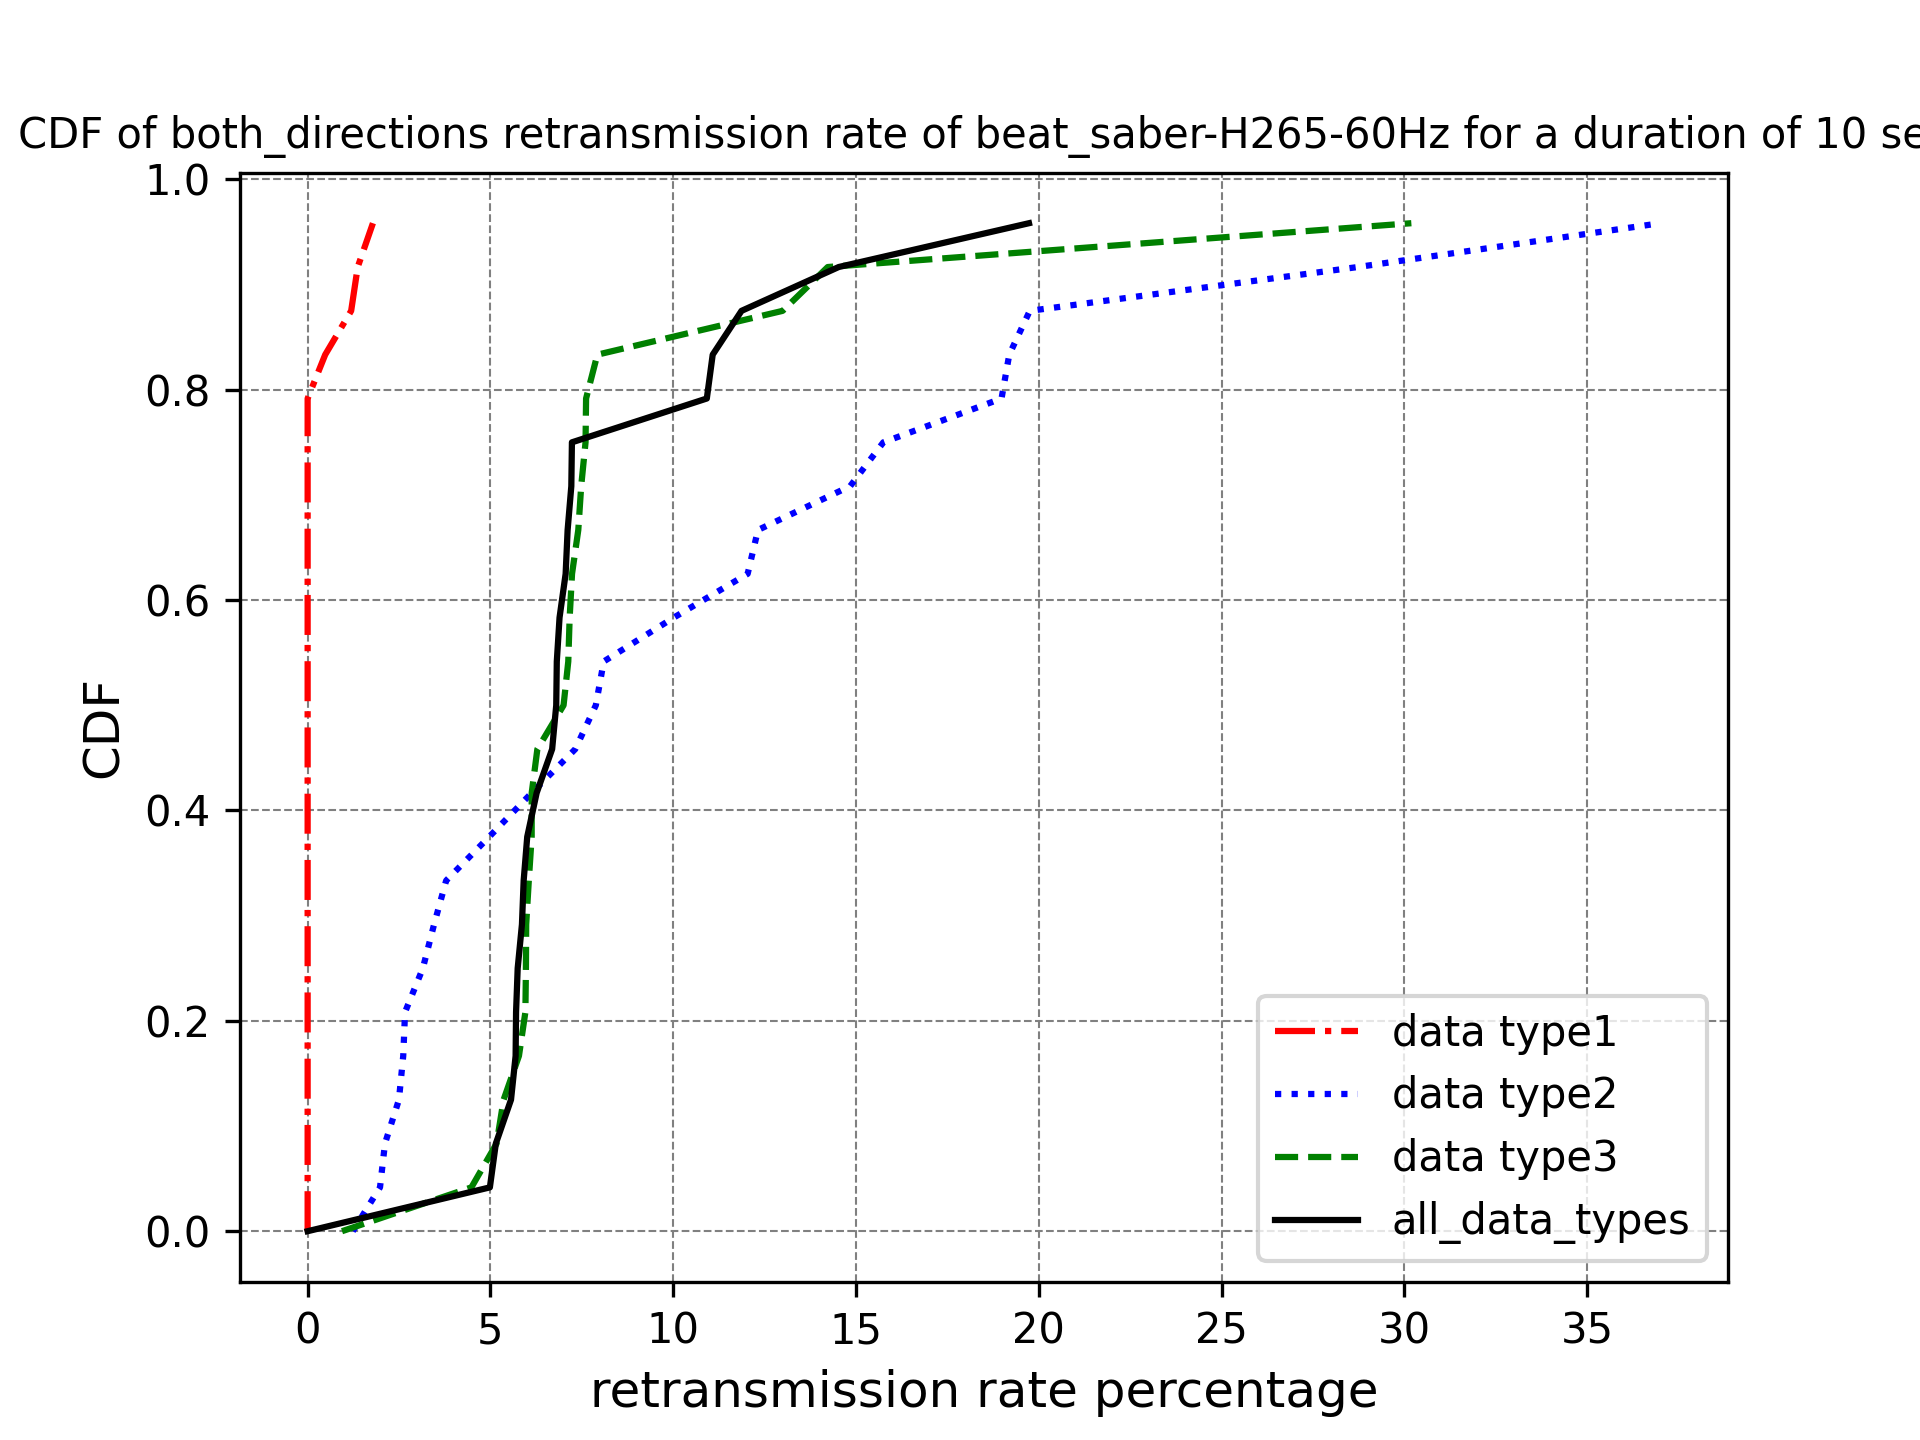 CDF of both_directions retransmission rate of beat_saber-H265-60Hz for a duration of 10 se
1.0
0.8
0.6
0.4
0.2
0.0
CDF
data type1
data type2
data type3
all_data_types
0 5 10 15 20 25 30 35
retransmission rate percentage